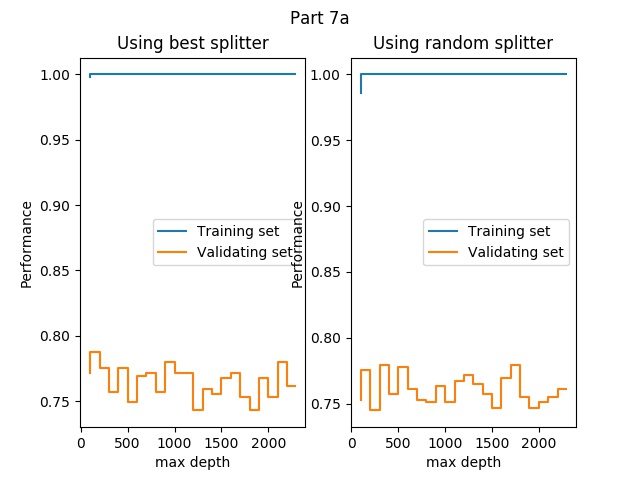 Part 7a
Using best splitter
Performance
1.00
0.95
0.90
0.85
0.80
0.75
Training set
Validating set
0
500
1000
1500
2000
max depth
Using random splitter
Performance
1.00
0.95
0.90
0.85
0.80
0.75
Training set
Validating set
0
500
1000
1500
2000
max depth